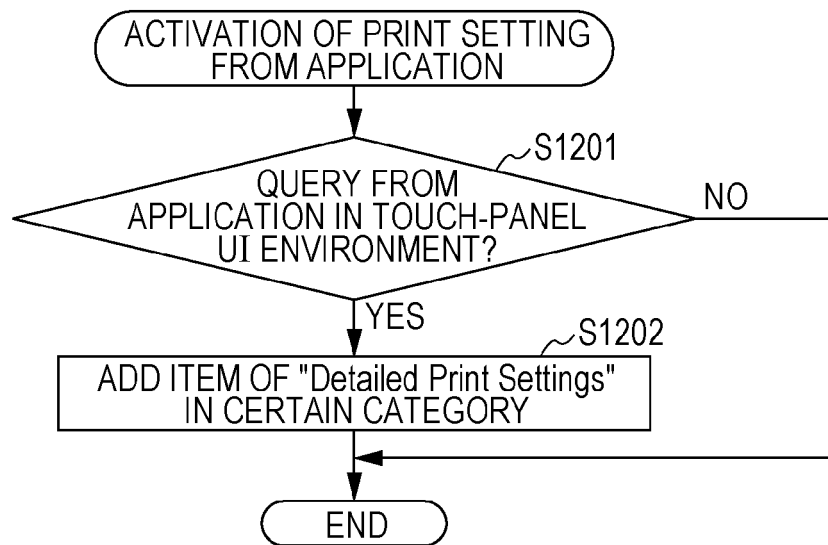 ACTIVATION OF PRINT SETTING
FROM APPLICATION
S1201
QUERY FROM
APPLICATION IN TOUCH-PANEL
UI ENVIRONMENT?
NO
YES
S1202
ADD ITEM OF "Detailed Print Settings"
IN CERTAIN CATEGORY
END